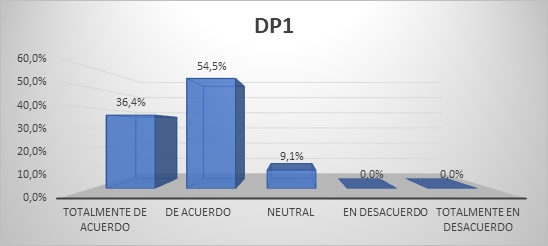 DP1
60,0%
50,0%
40,0%
30,0%
20,0%
10,0%
0,0%
36,4%
54,5%
9,1%
0,0%
0,0%
TOTALMENTE DE
ACUERDO
DE ACUERDO
NEUTRAL
EN DESACUERDO
TOTALMENTE EN
DESACUERDO